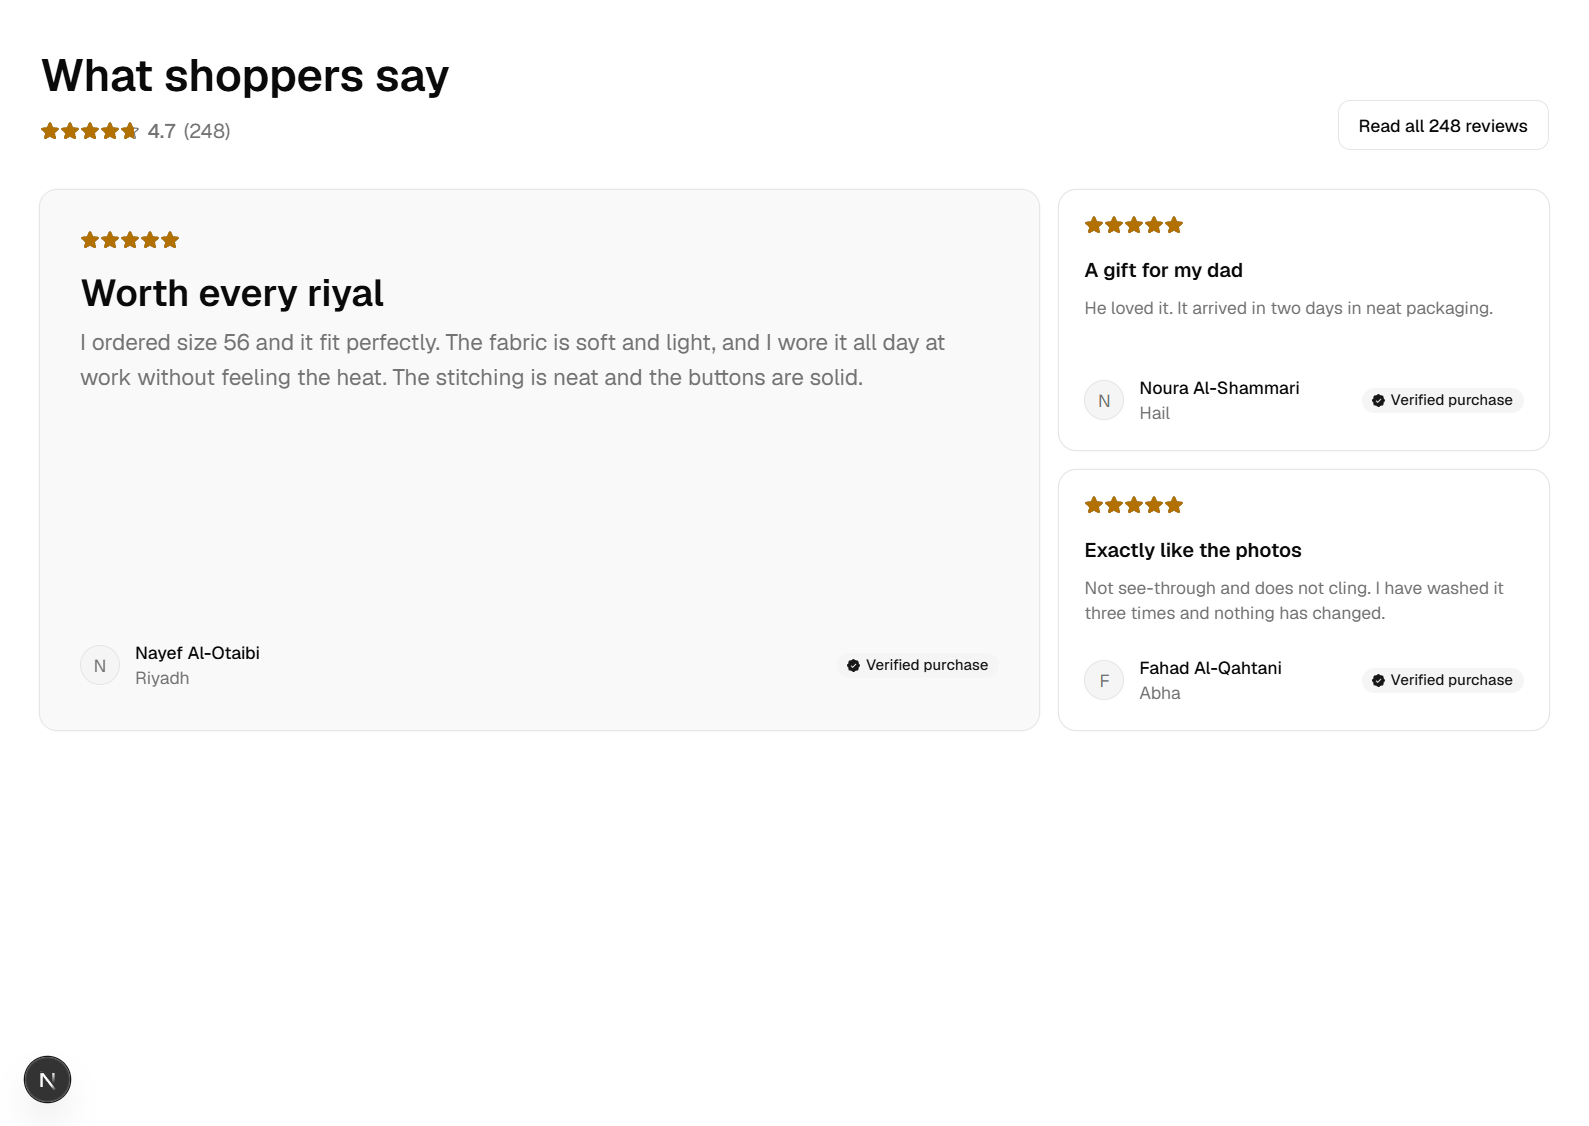 What shoppers say
4.7 (248)
Read all 248 reviews
Worth every riyal
I ordered size 56 and it fit perfectly. The fabric is soft and light, and I wore it all day at
work without feeling the heat. The stitching is neat and the buttons are solid.
N
Nayef Al-Otaibi
Riyadh
Verified purchase
A gift for my dad
He loved it. It arrived in two days in neat packaging.
N
Noura Al-Shammari
Hail
Verified purchase
Exactly like the photos
Not see-through and does not cling. I have washed it
three times and nothing has changed.
F
Fahad Al-Qahtani
Abha
Verified purchase
N